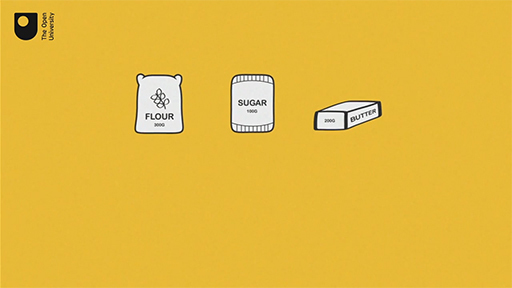 The Open
University
FLOUR
300G
SUGAR
100G
200G
BUTTER